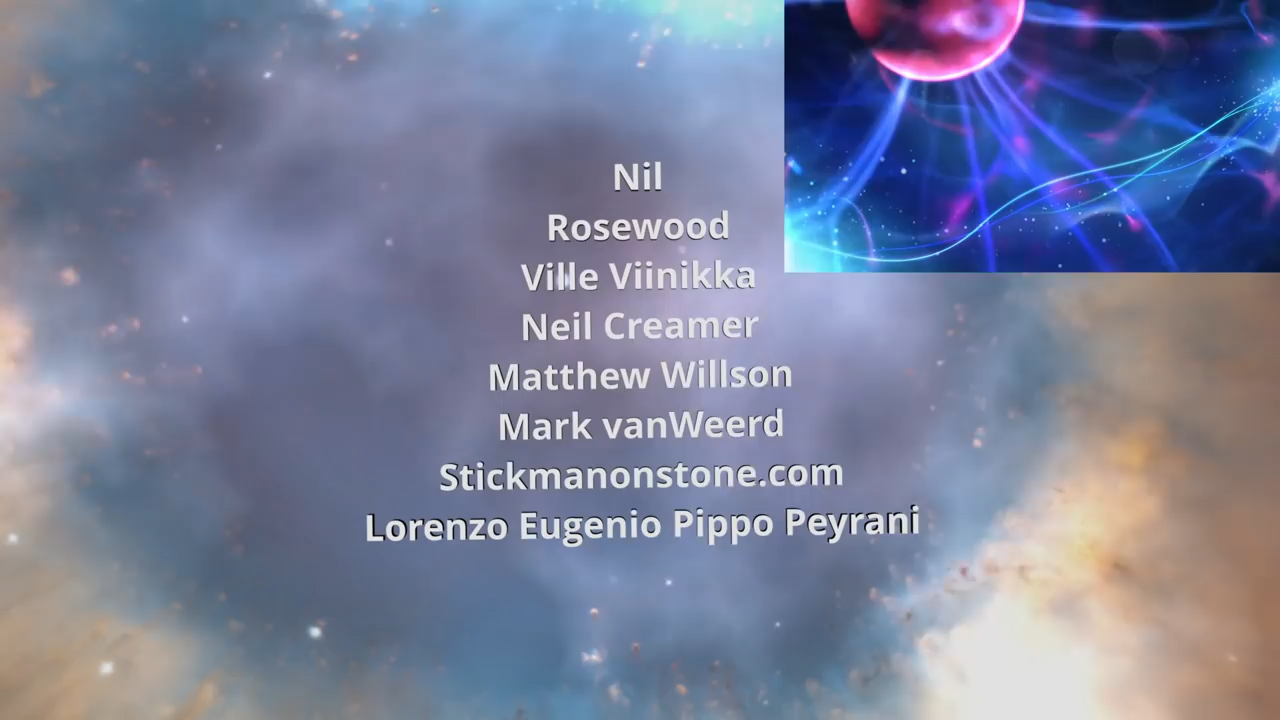 Nil
Rosewood
Ville Viinikka
Neil Creamer
Matthew Willson
Mark vanWeerd
Stickmanonstone.com
Lorenzo Eugenio Pippo Peyrani